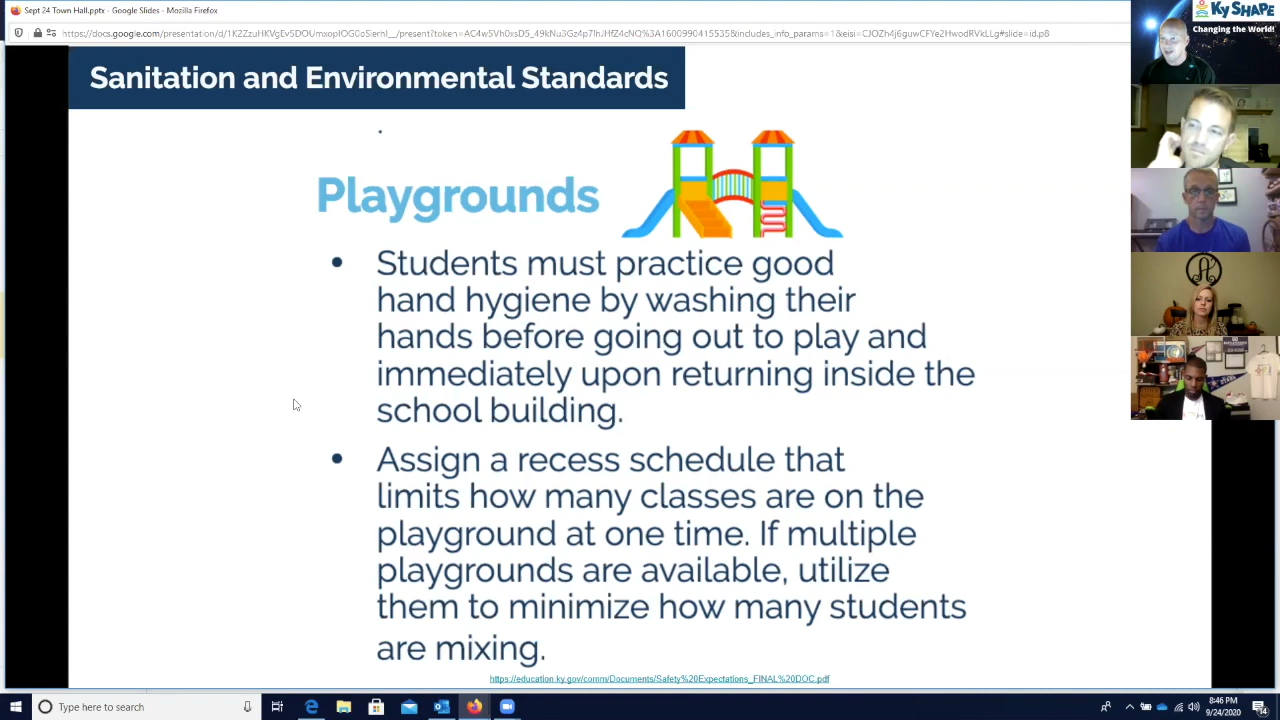 Sept 24 Town Hall.pptx - Google Slides - Mozilla Firefox
Ky SHAPE
Changing the World!
Sanitation and Environmental Standards
Playgrounds
• Students must practice good
hand hygiene by washing their
hands before going out to play and
immediately upon returning inside the
school building.
• Assign a recess schedule that
limits how many classes are on the
playground at one time. If multiple
playgrounds are available, utilize
them to minimize how many students
are mixing.
https://education.ky.gov/comm/Documents/Safety%20Expectations_FINAL%20DOC.pdf
A
Type here to search
8:46 PM
9/24/2020
14